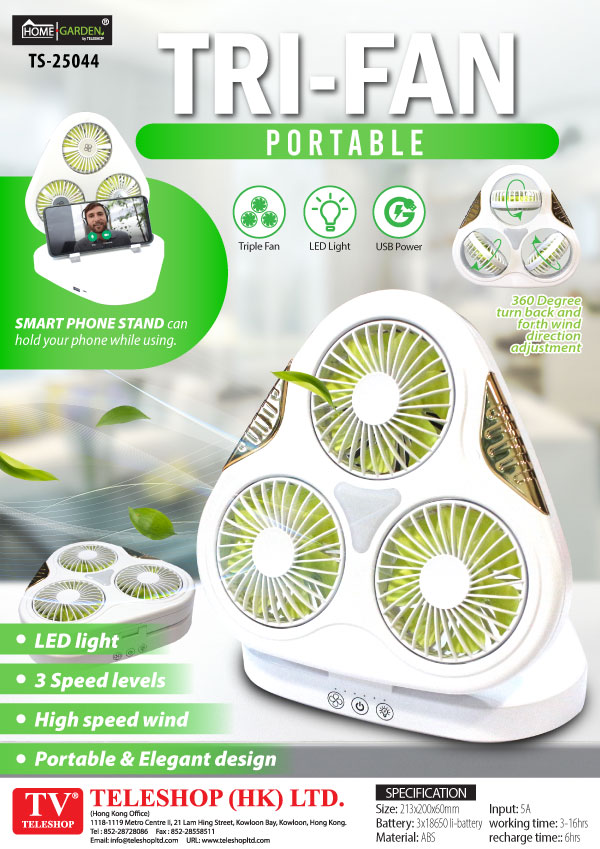 HOME GARDEN ®
by TELESHOP
TS-25044
TRI-FAN
PORTABLE
Triple Fan
LED Light
USB Power
SMART PHONE STAND can
hold your phone while using.
360 Degree
turn back and
forth wind
direction
adjustment
• LED light
• 3 Speed levels
• High speed wind
• Portable & Elegant design
TV®
TELESHOP
TELESHOP (HK) LTD.
(Hong Kong Office)
1118-1119 Metro Centre II, 21 Lam Hing Street, Kowloon Bay, Kowloon, Hong Kong.
Tel : 852-28728086 Fax : 852-28558511
Email: info@teleshopltd.com URL: www.teleshopltd.com
SPECIFICATION
Size: 213x200x60mm
Battery: 3x18650 li-battery
Material: ABS
Input: 5A
working time: 3-16hrs
recharge time:: 6hrs